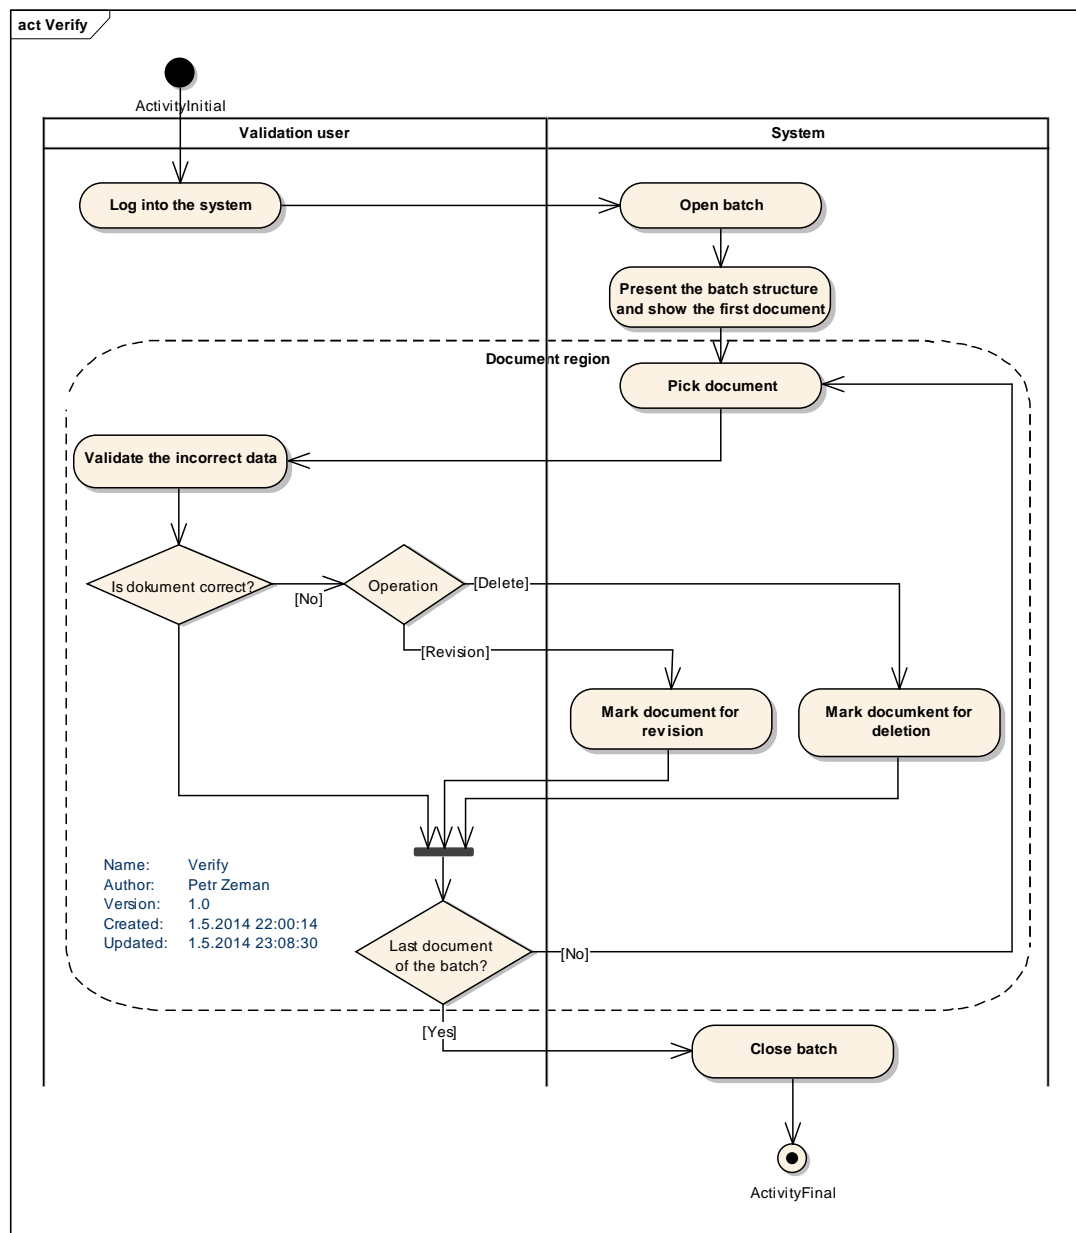 act Verify
ActivityInitial
Validation user
System
Log into the system
Open batch
Present the batch structure
and show the first document
Document region
Pick document
Validate the incorrect data
Is dokument correct?
[No]
Operation
[Delete]
[Revision]
Mark document for
revision
Mark documkent for
deletion
Name: Verify
Author: Petr Zeman
Version: 1.0
Created: 1.5.2014 22:00:14
Updated: 1.5.2014 23:08:30
Last document
of the batch?
[No]
[Yes]
Close batch
ActivityFinal